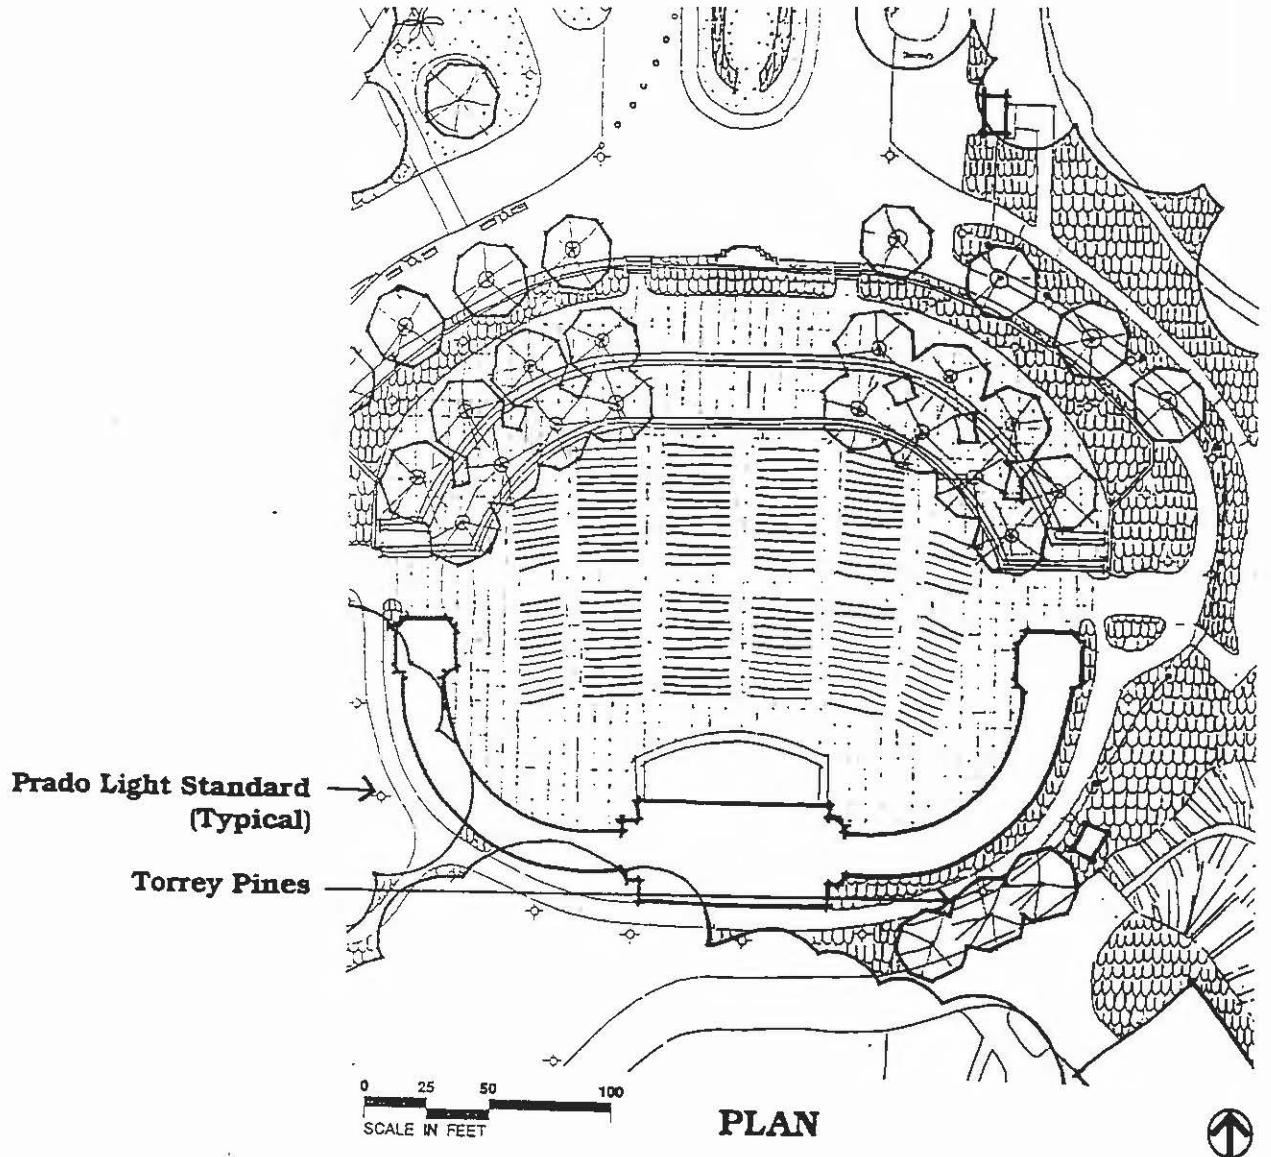 Prado Light Standard
(Typical)
Torrey Pines
0 25 50 100
SCALE IN FEET
PLAN